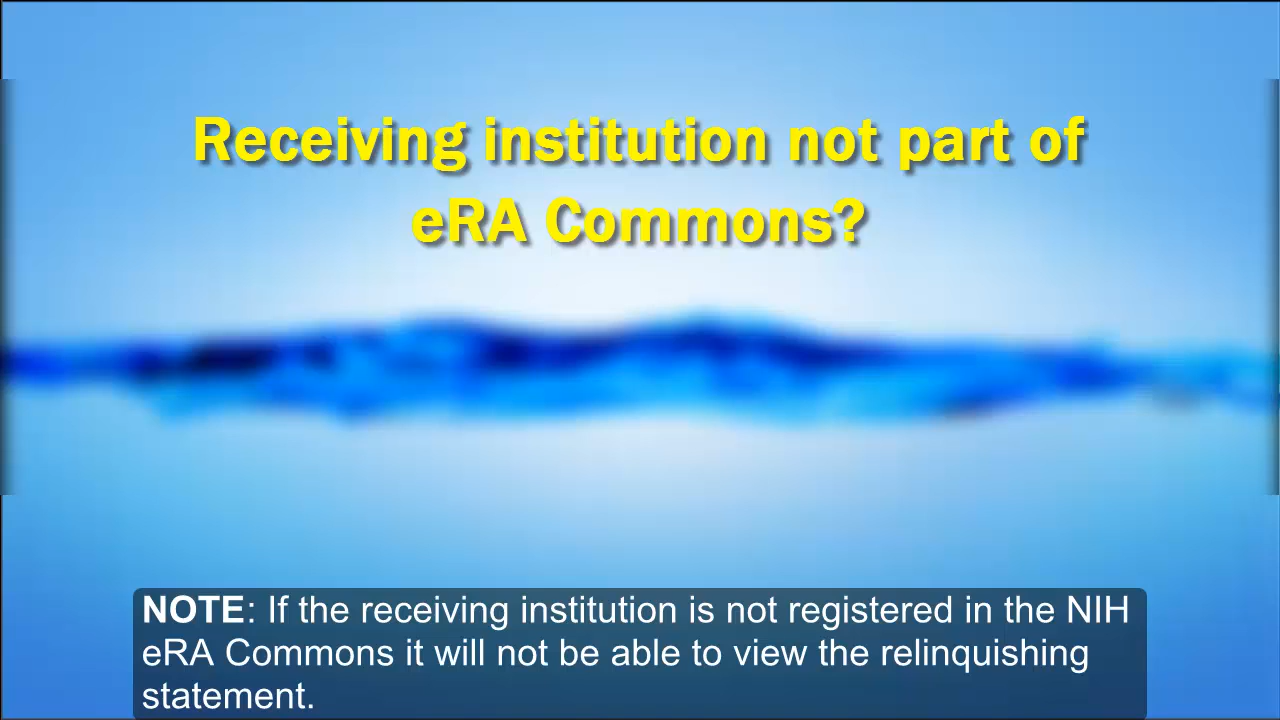 Receiving institution not part of
eRA Commons?
NOTE: If the receiving institution is not registered in the NIH
eRA Commons it will not be able to view the relinquishing
statement.